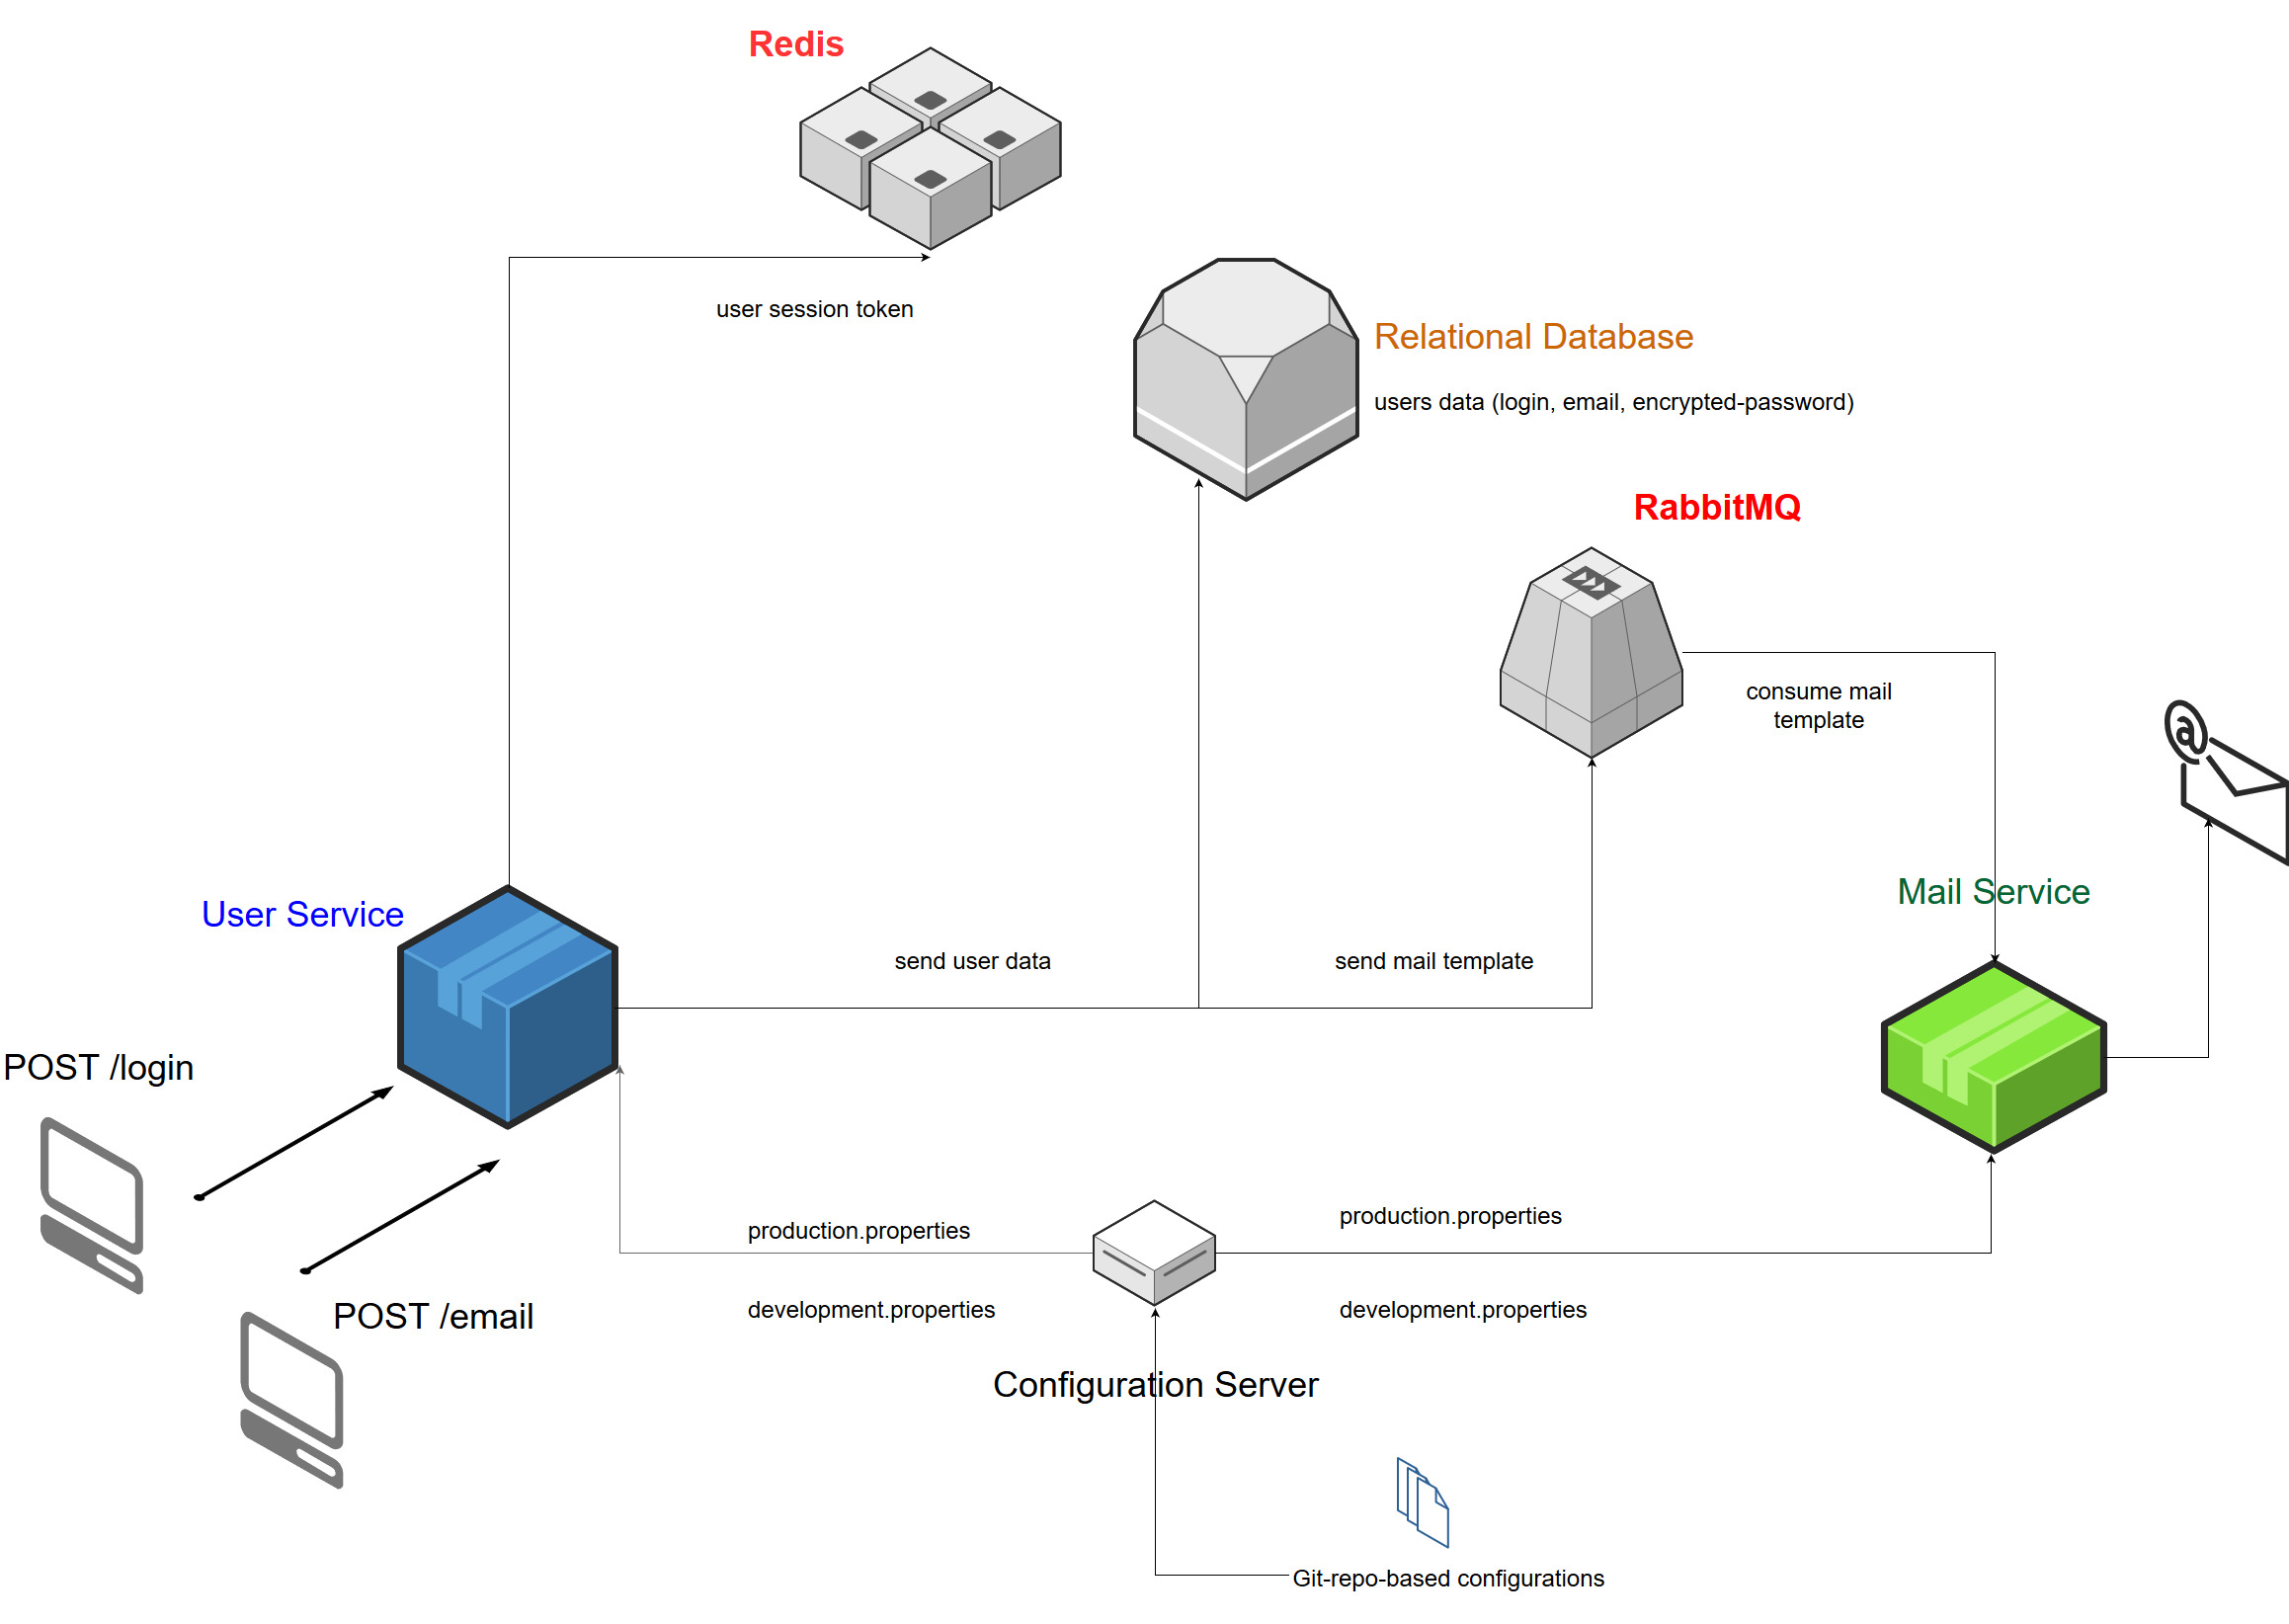 Redis
user session token
Relational Database
users data (login, email, encrypted-password)
RabbitMQ
consume mail
template
Mail Service
User Service
send user data
send mail template
POST /login
POST /email
production.properties
development.properties
production.properties
development.properties
Configuration Server
Git-repo-based configurations